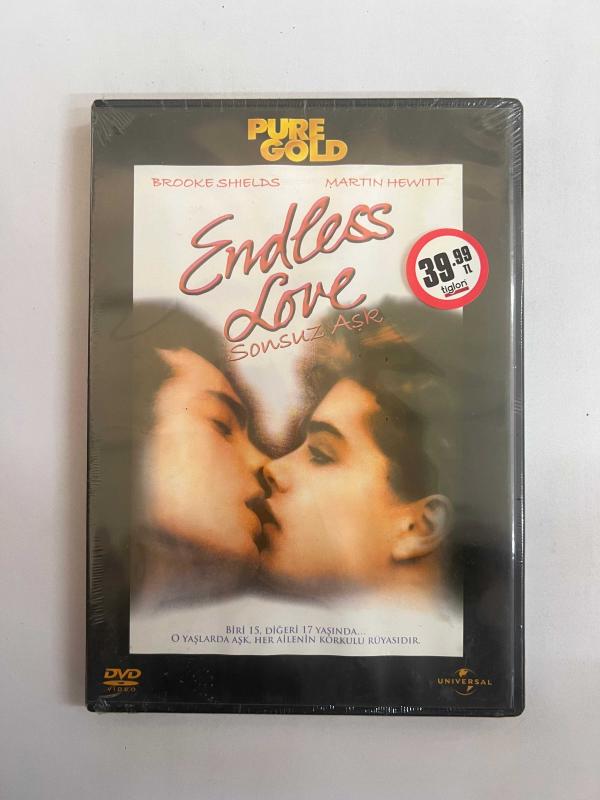 PURE
GOLD
BROOKE SHIELDS MARTIN HEWITT
Endless
Love
SONSUZ AŞK
39.99
TL
tiglon
BİRİ 15, DİĞERİ 17 YAŞINDA...
O YAŞLARDA AŞK, HER AİLENİN KORKULU RÜYASIDIR.
DVD
VIDEO
UNIVERSAL